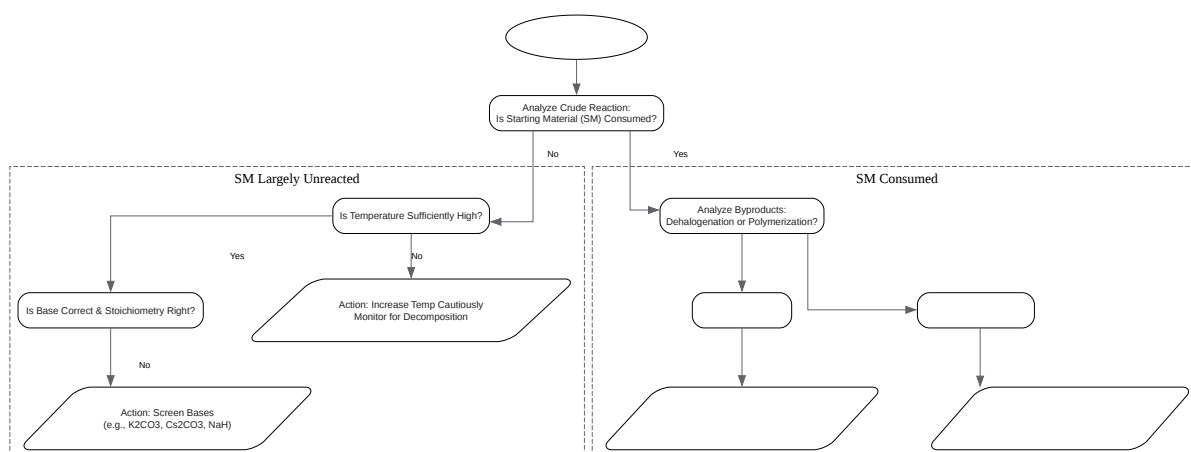 Analyze Crude Reaction:
Is Starting Material (SM) Consumed?
No
Yes
SM Largely Unreacted
SM Consumed
Is Temperature Sufficiently High?
Analyze Byproducts:
Dehalogenation or Polymerization?
Yes
No
Is Base Correct & Stoichiometry Right?
Action: Increase Temp Cautiously
Monitor for Decomposition
No
Action: Screen Bases
(e.g., K2CO3, Cs2CO3, NaH)